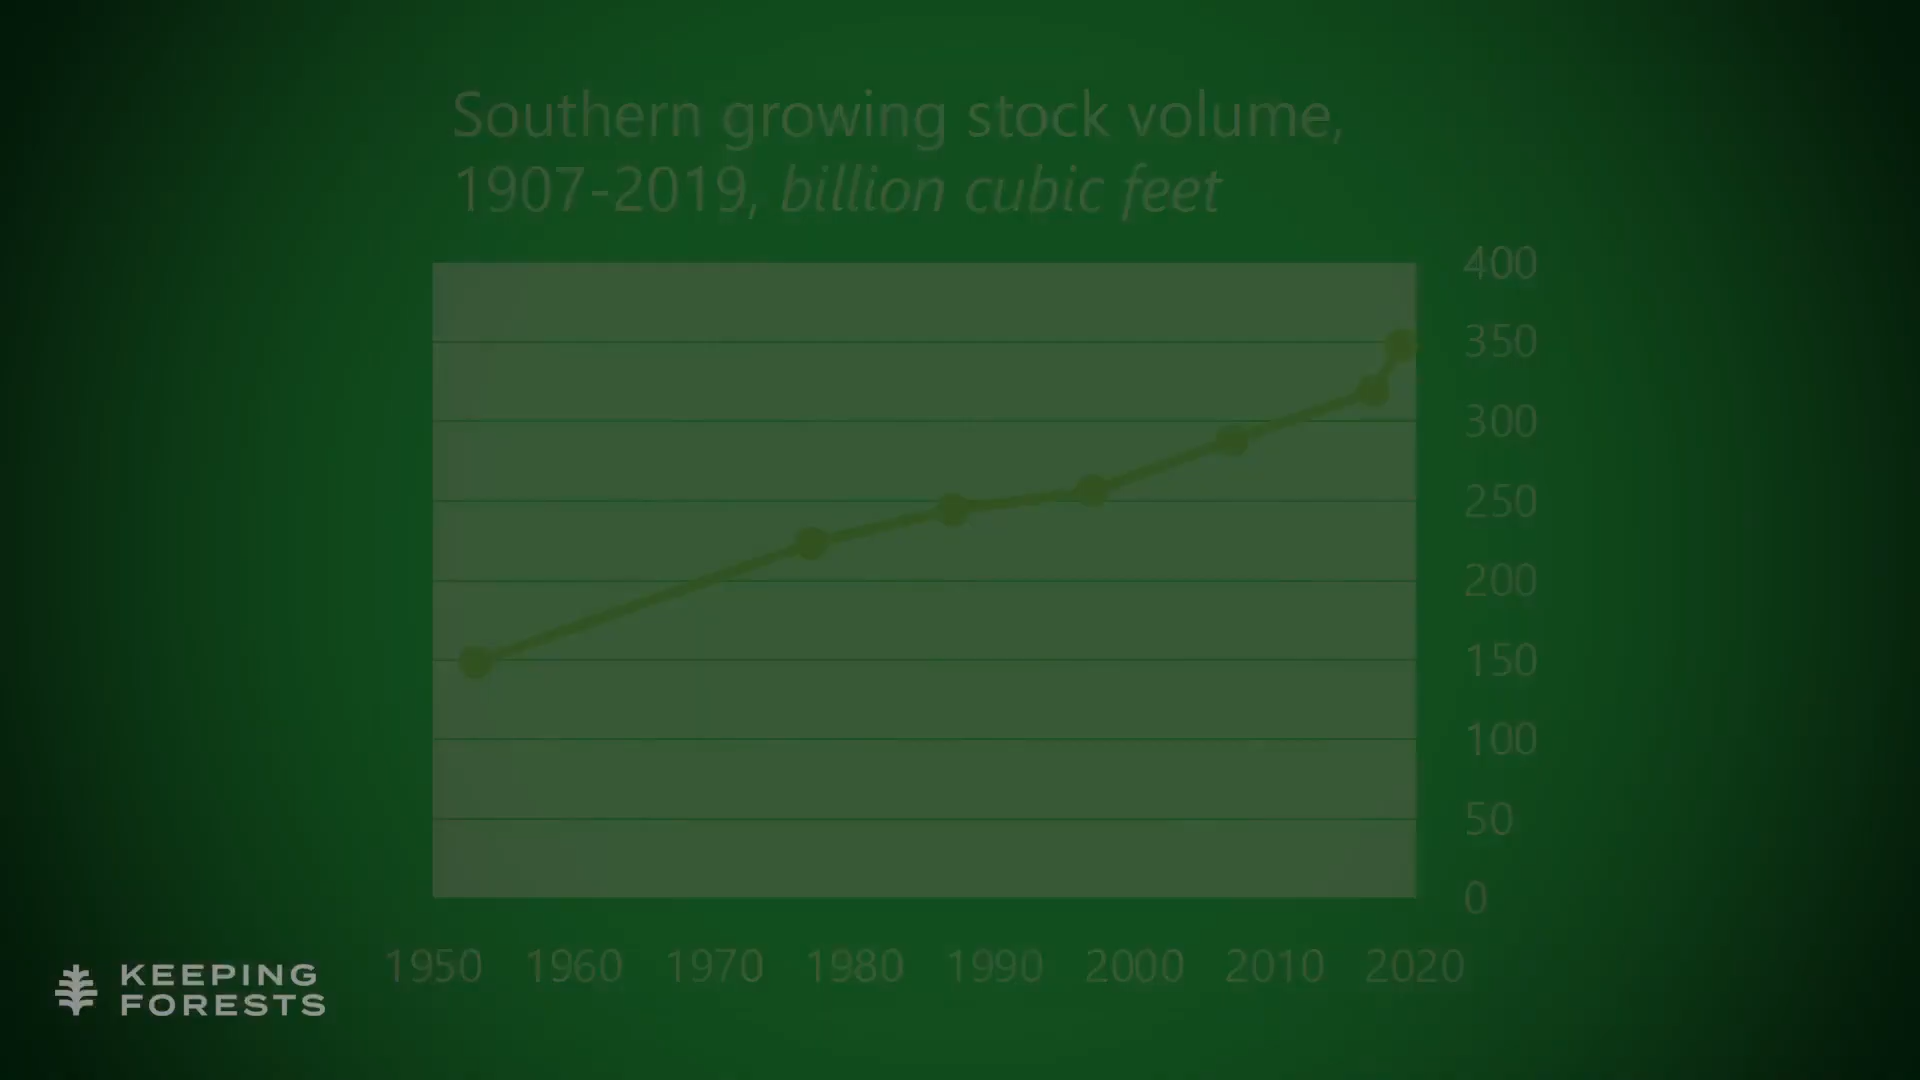 Southern growing stock volume,
1907-2019, billion cubic feet
400
350
300
250
200
150
100
50
0
1950 1960 1970 1980 1990 2000 2010 2020
KEEPING
FORESTS